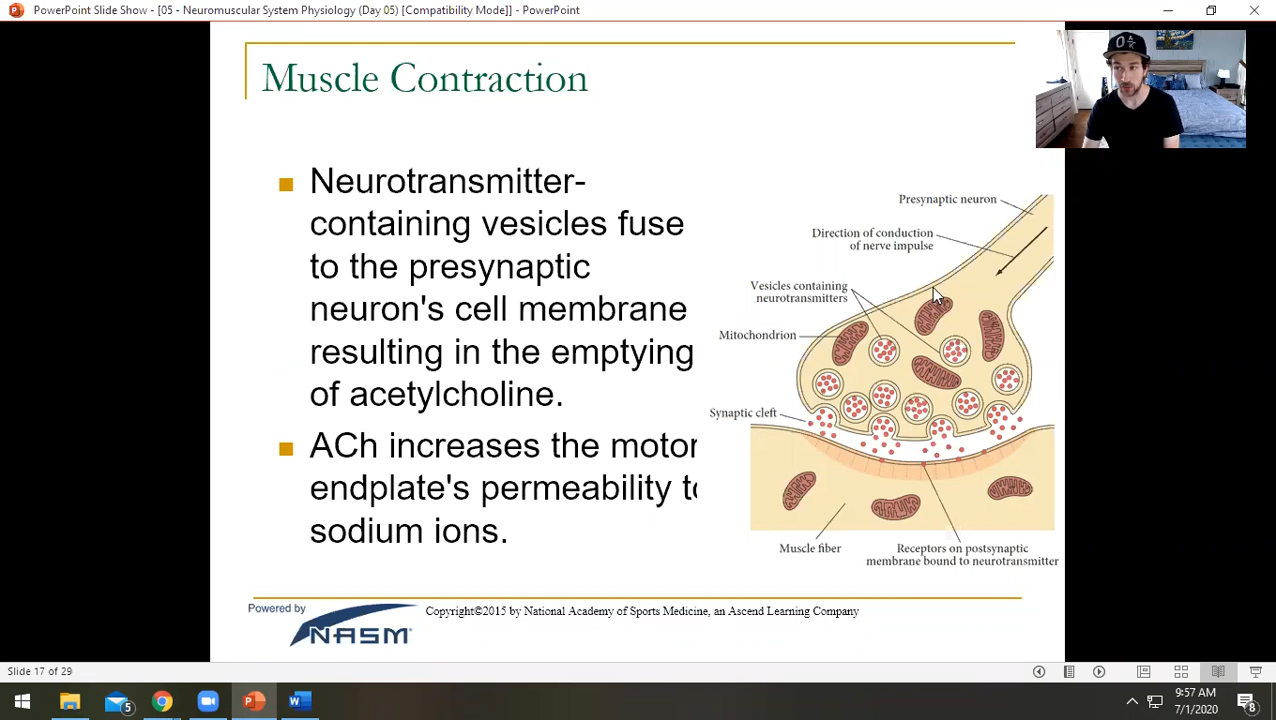 PowerPoint Slide Show - [05 - Neuromuscular System Physiology (Day 05) [Compatibility Mode]] - PowerPoint
Muscle Contraction
Neurotransmitter-
containing vesicles fuse
to the presynaptic
neuron's cell membrane
resulting in the emptying
of acetylcholine.
ACh increases the motor
endplate's permeability to
sodium ions.
Presynaptic neuron
Direction of conduction
of nerve impulse
Vesicles containing
neurotransmitters
Mitochondrion
Synaptic cleft
Muscle fiber
Receptors on postsynaptic
membrane bound to neurotransmitter
Powered by
NASM
Copyright©2015 by National Academy of Sports Medicine, an Ascend Learning Company
Slide 17 of 29
5
9:57 AM
7/1/2020
8